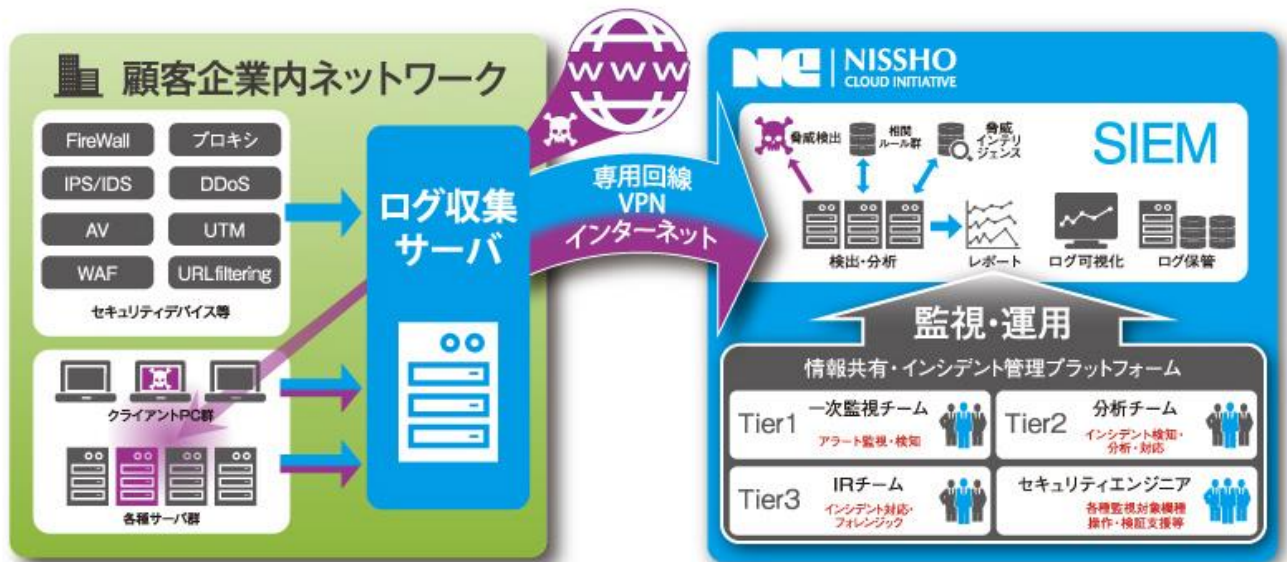 顧客企業内ネットワーク
FireWall
プロキシ
IPS/IDS
DDoS
AV
UTM
WAF
URLfiltering
セキュリティデバイス等
クライアントPC群
各種サーバ群
ログ収集
サーバ
WWW
専用回線
VPN
インターネット
NC
NISSHO
CLOUD INITIATIVE
脅威検出
相関
ルール群
脅威
インテリ
ジェンス
SIEM
検出・分析
レポート
ログ可視化
ログ保管
監視・運用
情報共有・インシデント管理プラットフォーム
Tier1
一次監視チーム
アラート監視・検知
Tier2
分析チーム
インシデント検知・
分析・対応
Tier3
IRチーム
インシデント対応・
フォレンジック
セキュリティエンジニア
各種監視対象機種
操作・検証支援等